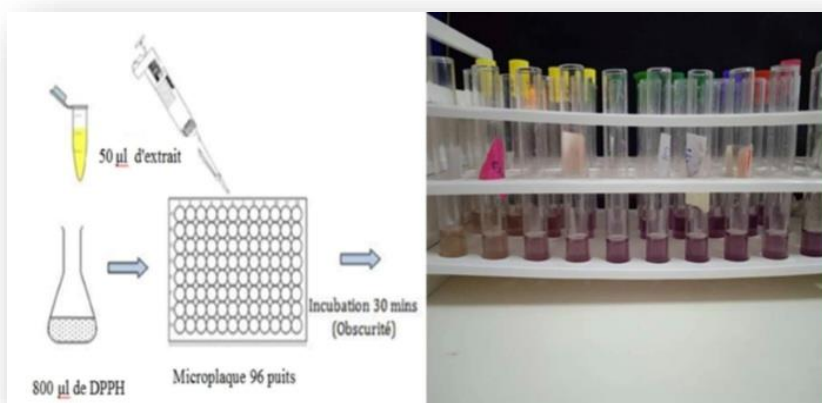 50 µl d'extrait
Incubation 30 mins
(Obscurité)
Microplaque 96 puits
800 µl de DPPH